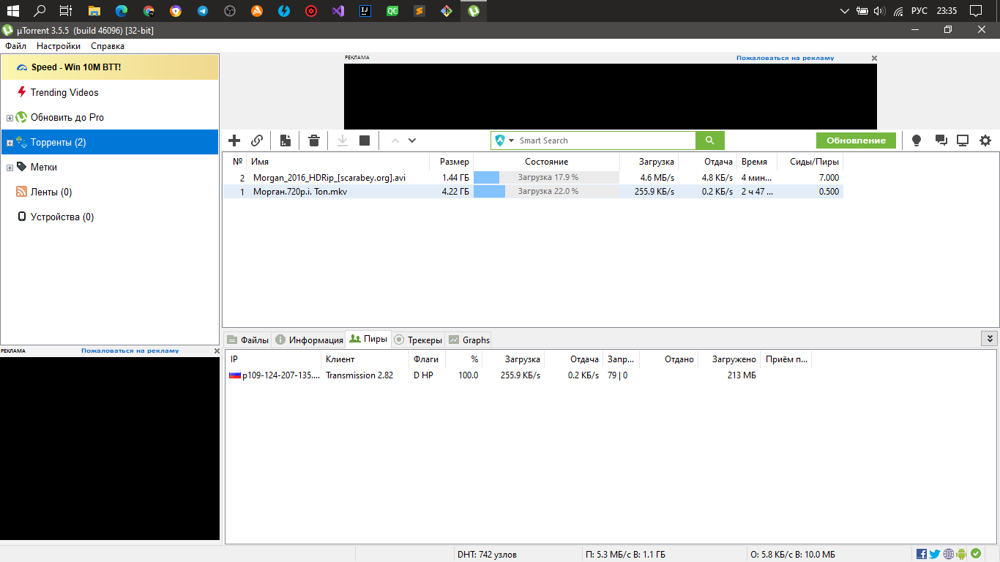 РУС 23:35
µTorrent 3.5.5 (build 46096) [32-bit]
Файл Настройки Справка
Speed - Win 10M BTT!
Trending Videos
Обновить до Pro
Торренты (2)
Метки
Ленты (0)
Устройства (0)
РЕКЛАМА Пожаловаться на рекламу
Smart Search
Обновление
№ Имя Размер Состояние Загрузка Отдача Время Сиды/Пиры
2 Morgan_2016_HDRip_[scarabey.org].avi 1.44 ГБ Загрузка 17.9 % 4.6 МБ/s 4.8 КБ/s 4 мин... 7.000
1 Морган.720p.i. Ton.mkv 4.22 ГБ Загрузка 22.0 % 255.9 КБ/s 0.2 КБ/s 2 ч 47 ... 0.500
Файлы Информация Пиры Трекеры Graphs
РЕКЛАМА Пожаловаться на рекламу
IP Клиент Флаги % Загрузка Отдача Запр... Отдано Загружено Приём п...
p109-124-207-135.... Transmission 2.82 D HP 100.0 255.9 КБ/s 0.2 КБ/s 79 | 0 213 МБ
DHT: 742 узлов П: 5.3 МБ/с В: 1.1 ГБ О: 5.8 КБ/с В: 10.0 МБ